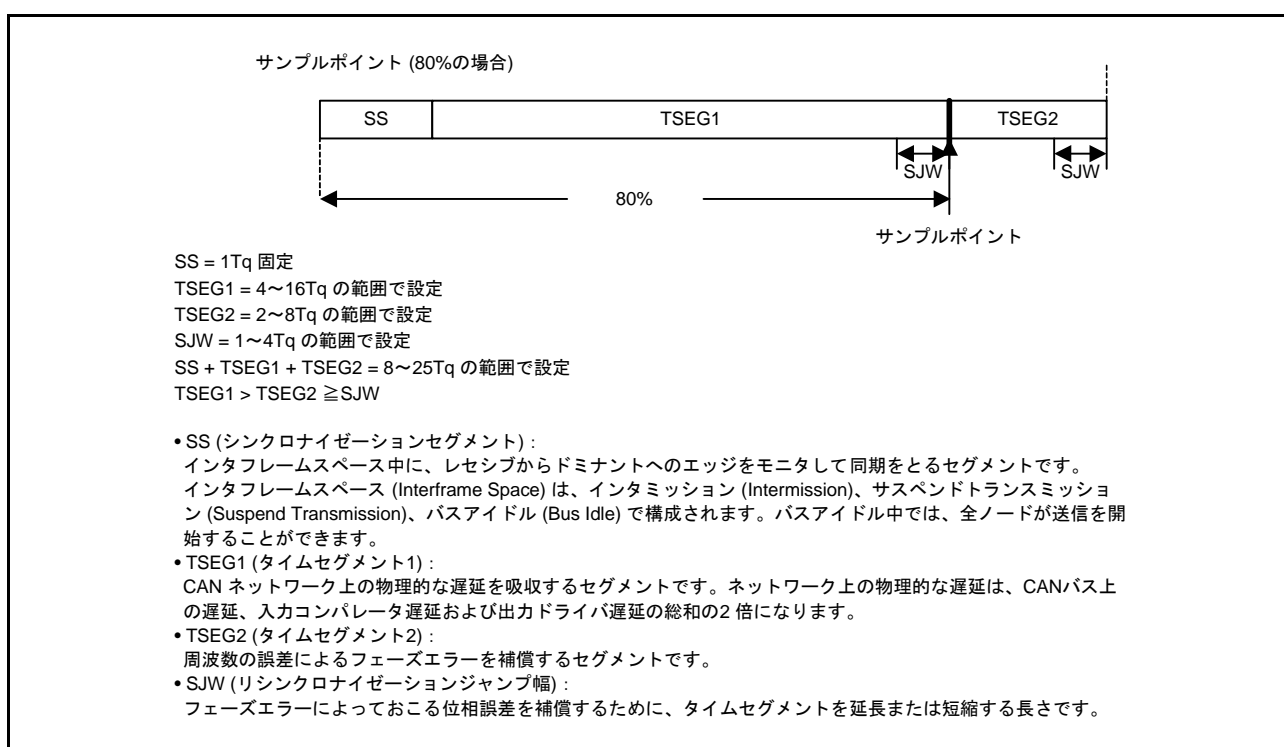 サンプルポイント (80%の場合)
SS
TSEG1
TSEG2
SJW
SJW
80%
サンプルポイント
SS = 1Tq 固定
TSEG1 = 4～16Tq の範囲で設定
TSEG2 = 2～8Tq の範囲で設定
SJW = 1～4Tq の範囲で設定
SS + TSEG1 + TSEG2 = 8～25Tq の範囲で設定
TSEG1 > TSEG2 ≧SJW
• SS (シンクロナイゼーションセグメント) :
インタフレームスペース中に、レセシブからドミナントへのエッジをモニタして同期をとるセグメントです。
インタフレームスペース (Interframe Space) は、インタミッション (Intermission)、サスペンドトランスミッショ
ン (Suspend Transmission)、バスアイドル (Bus Idle) で構成されます。バスアイドル中では、全ノードが送信を開
始することができます。
• TSEG1 (タイムセグメント1) :
CAN ネットワーク上の物理的な遅延を吸収するセグメントです。ネットワーク上の物理的な遅延は、CANバス上
の遅延、入力コンパレータ遅延および出力ドライバ遅延の総和の2 倍になります。
• TSEG2 (タイムセグメント2) :
周波数の誤差によるフェーズエラーを補償するセグメントです。
• SJW (リシンクロナイゼーションジャンプ幅) :
フェーズエラーによっておこる位相誤差を補償するために、タイムセグメントを延長または短縮する長さです。